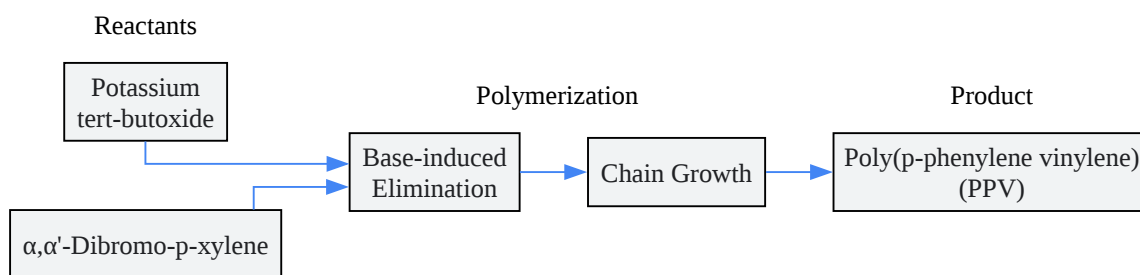 Reactants
Potassium
tert-butoxide
α,α'-Dibromo-p-xylene
Polymerization
Base-induced
Elimination
Chain Growth
Product
Poly(p-phenylene vinylene)
(PPV)